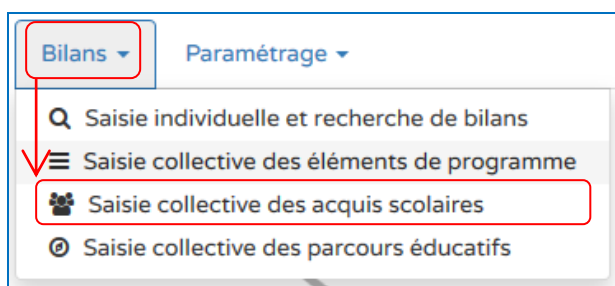 Bilans Paramétrage
Saisie individuelle et recherche de bilans
Saisie collective des éléments de programme
Saisie collective des acquis scolaires
Saisie collective des parcours éducatifs